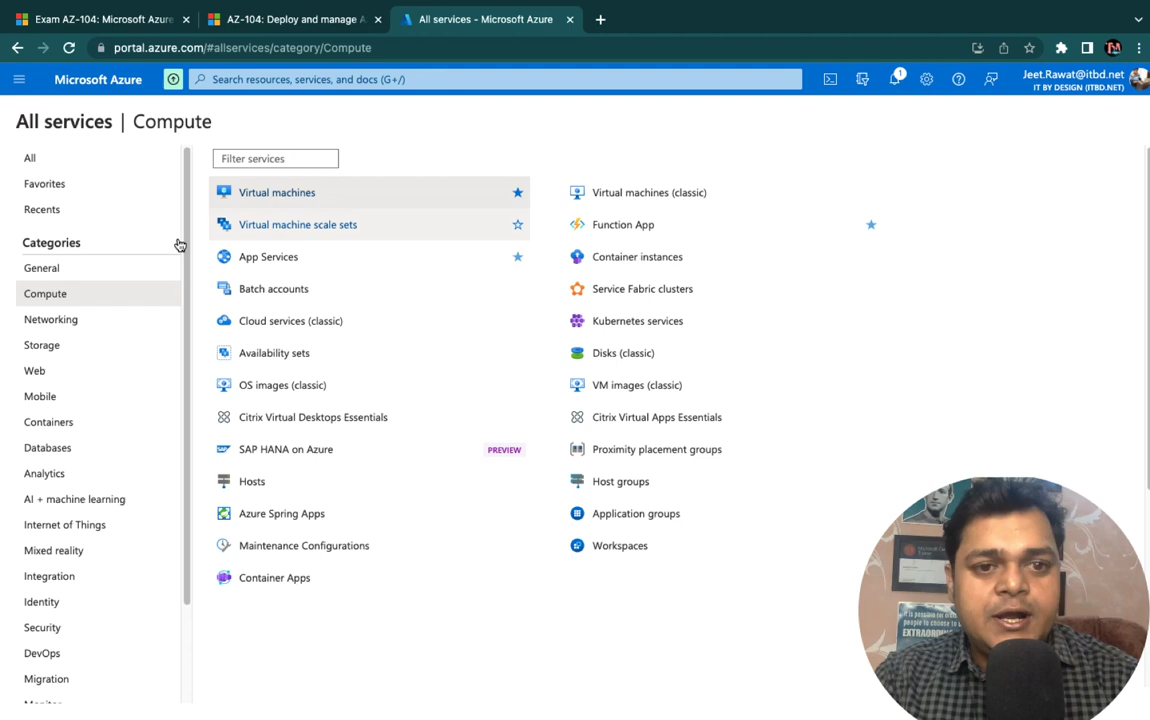 Exam AZ-104: Microsoft Azure
AZ-104: Deploy and manage A
All services - Microsoft Azure
portal.azure.com/#allservices/category/Compute
Microsoft Azure
Search resources, services, and docs (G+/)
1
Jeet.Rawat@itbd.net
IT BY DESIGN (ITBD.NET)
All services | Compute
All
Favorites
Recents
Categories
General
Compute
Networking
Storage
Web
Mobile
Containers
Databases
Analytics
AI + machine learning
Internet of Things
Mixed reality
Integration
Identity
Security
DevOps
Migration
Filter services
Virtual machines
Virtual machines (classic)
Virtual machine scale sets
Function App
App Services
Container instances
Batch accounts
Service Fabric clusters
Cloud services (classic)
Kubernetes services
Availability sets
Disks (classic)
OS images (classic)
VM images (classic)
Citrix Virtual Desktops Essentials
Citrix Virtual Apps Essentials
SAP HANA on Azure
PREVIEW
Proximity placement groups
Hosts
Host groups
Azure Spring Apps
Application groups
Maintenance Configurations
Workspaces
Container Apps